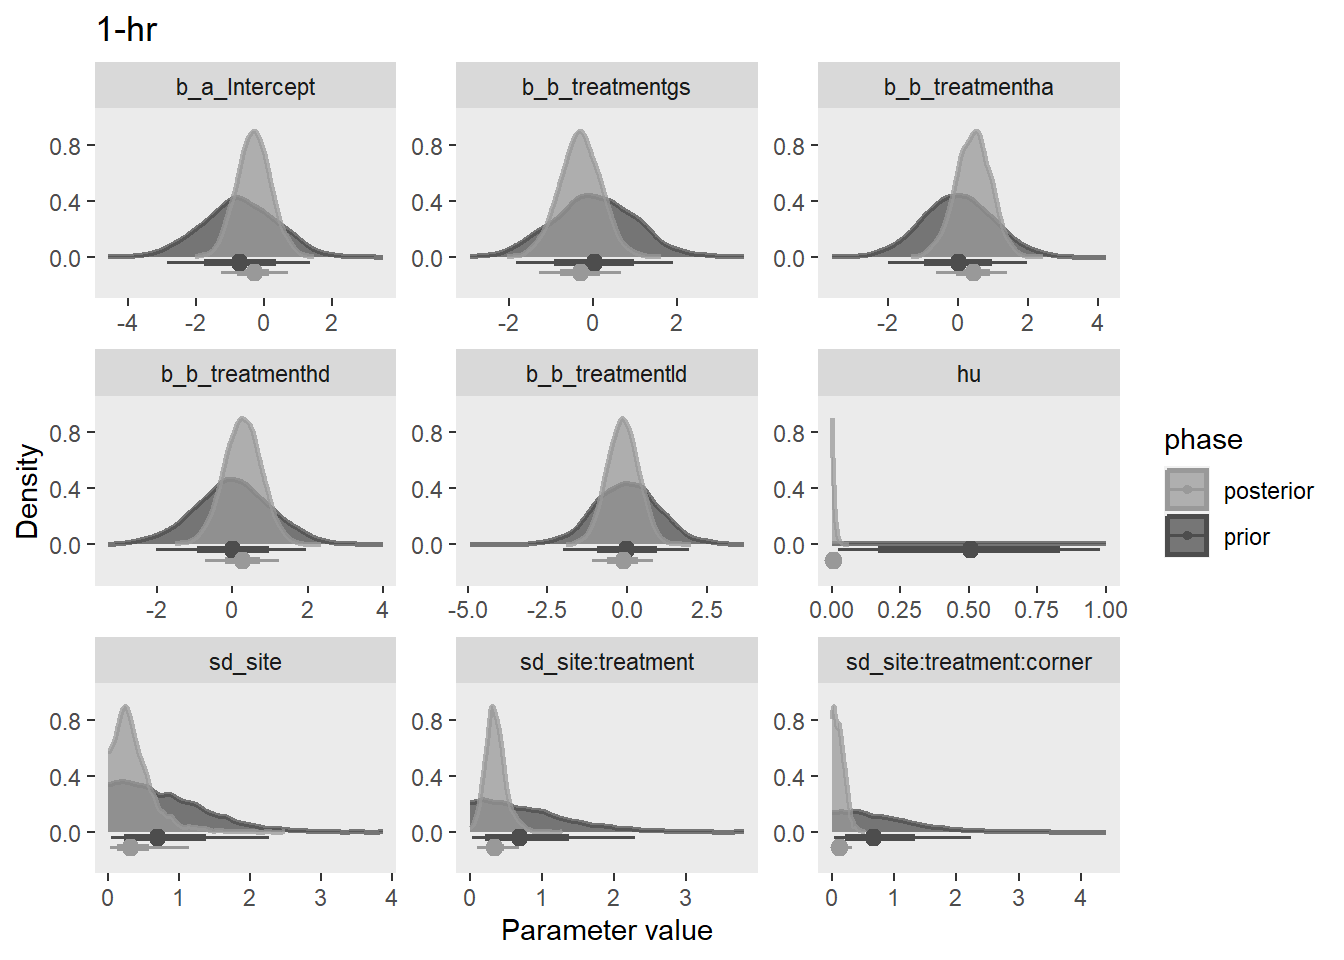 1-hr
b_a_Intercept
b_b_treatmentgs
b_b_treatmentha
0.8
0.4
0.0
0.8
0.4
0.0
0.8
0.4
0.0
-4 -2 0 2
-2 0 2
-2 0 2 4
b_b_treatmenthd
b_b_treatmentld
hu
0.8
0.4
0.0
0.8
0.4
0.0
0.8
0.4
0.0
-2 0 2 4
-5.0 -2.5 0.0 2.5
0.00 0.25 0.50 0.75 1.00
sd_site
sd_site:treatment
sd_site:treatment:corner
0.8
0.4
0.0
0.8
0.4
0.0
0.8
0.4
0.0
0 1 2 3 4
0 1 2 3
0 1 2 3 4
Density
Parameter value
phase
posterior
prior